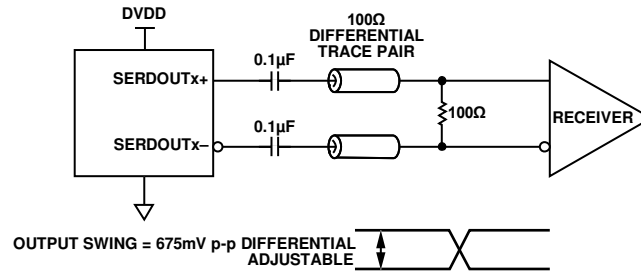 DVDD
100Ω
DIFFERENTIAL
TRACE PAIR
0.1µF
SERDOUTx+
100Ω
RECEIVER
0.1µF
SERDOUTx–
OUTPUT SWING = 675mV p-p DIFFERENTIAL
ADJUSTABLE